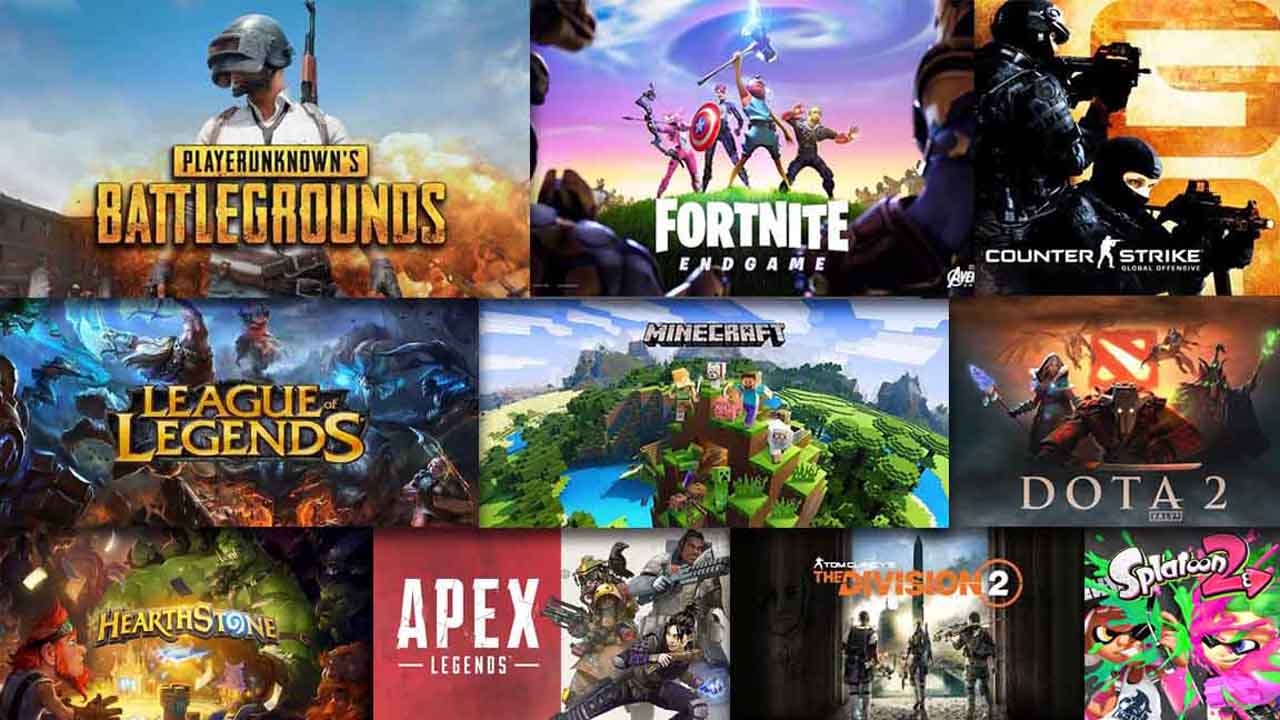 PLAYERUNKNOWN'S
BATTLEGROUNDS
FORTNITE
ENDGAME
COUNTER STRIKE
GLOBAL OFFENSIVE
LEAGUE of
LEGENDS
MINECRAFT
DOTA 2
VALVE
HEARTHSTONE
APEX
LEGENDS
TOM CLANCY'S
THE DIVISION 2
Splatoon 2